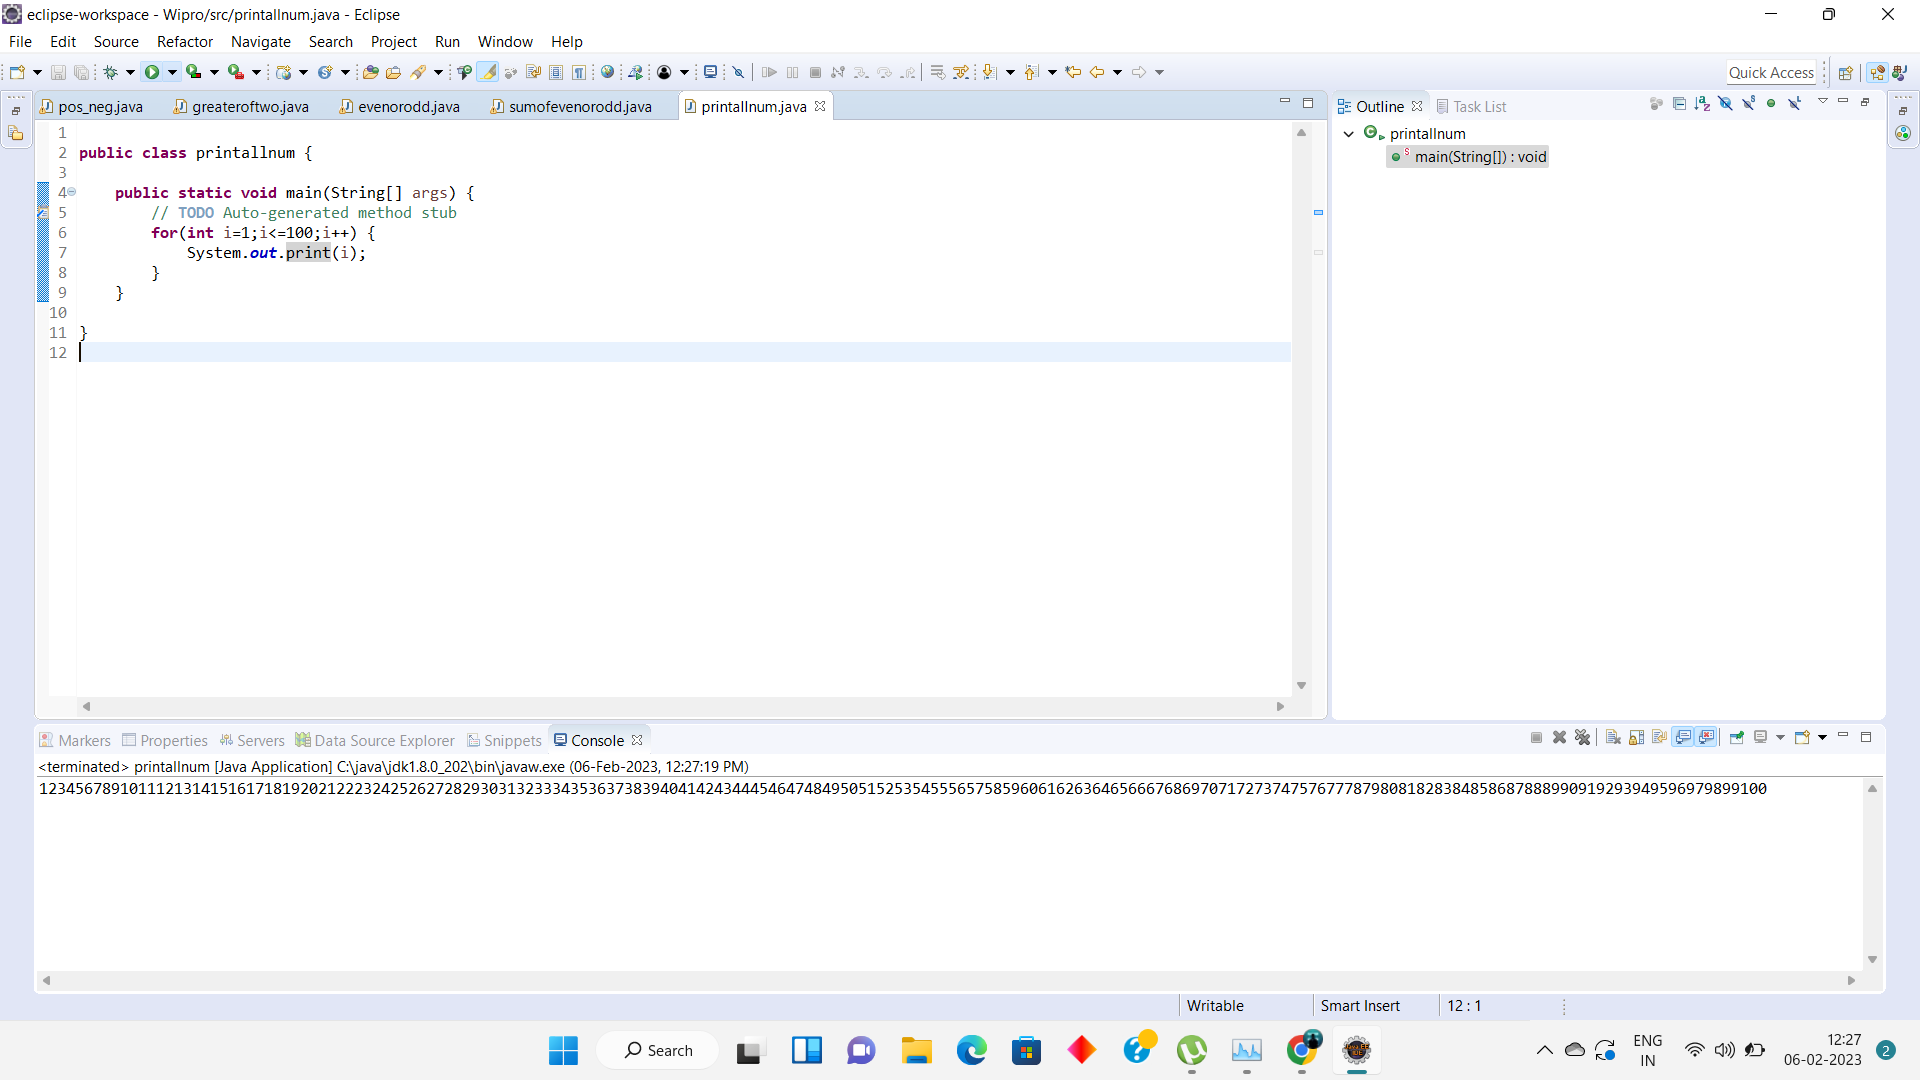 eclipse-workspace - Wipro/src/printallnum.java - Eclipse
File Edit Source Refactor Navigate Search Project Run Window Help
Quick Access
pos_neg.java greateroftwo.java evenorodd.java sumofevenorodd.java printallnum.java
Outline Task List
1
2 public class printallnum {
3
4 public static void main(String[] args) {
5 // TODO Auto-generated method stub
6 for(int i=1;i<=100;i++) {
7 System.out.print(i);
8 }
9 }
10
11 }
12
printallnum
main(String[]) : void
Markers Properties Servers Data Source Explorer Snippets Console
<terminated> printallnum [Java Application] C:\java\jdk1.8.0_202\bin\javaw.exe (06-Feb-2023, 12:27:19 PM)
123456789101112131415161718192021222324252627282930313233343536373839404142434445464748495051525354555657585960616263646566676869707172737475767778798081828384858687888990919293949596979899100
Writable Smart Insert 12 : 1
Search
ENG
IN
12:27
06-02-2023
2